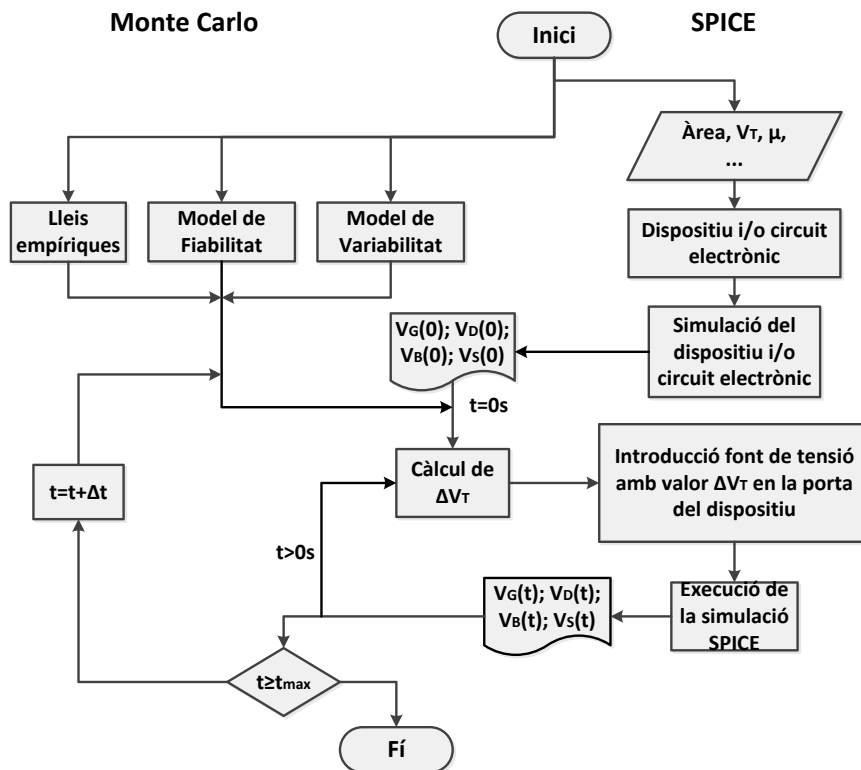 Monte Carlo
Inici
SPICE
Àrea, VT, µ,
...
Lleis
empíriques
Model de
Fiabilitat
Model de
Variabilitat
Dispositiu i/o circuit
electrònic
VG(0); VD(0);
VB(0); VS(0)
Simulació del
dispositiu i/o
circuit electrònic
t=0s
t=t+Δt
Càlcul de
ΔVT
Introducció font de tensió
amb valor ΔVT en la porta
del dispositiu
t>0s
VG(t); VD(t);
VB(t); VS(t)
Execució de
la simulació
SPICE
t≥tmax
Fí